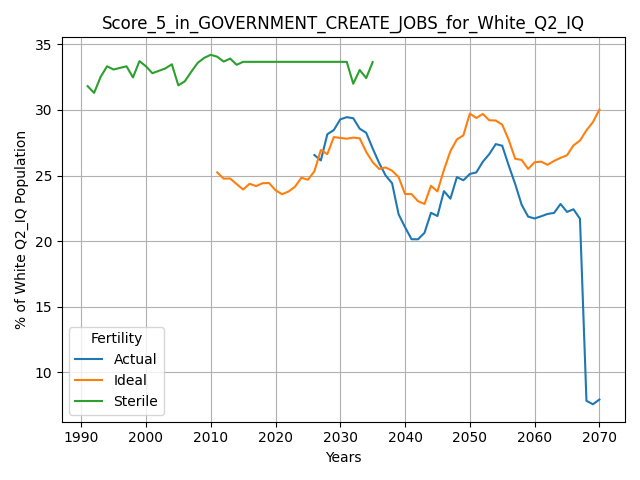 Score_5_in_GOVERNMENT_CREATE_JOBS_for_White_Q2_IQ
% of White Q2_IQ Population
35
30
25
20
15
10
Fertility
Actual
Ideal
Sterile
1990 2000 2010 2020 2030 2040 2050 2060 2070
Years